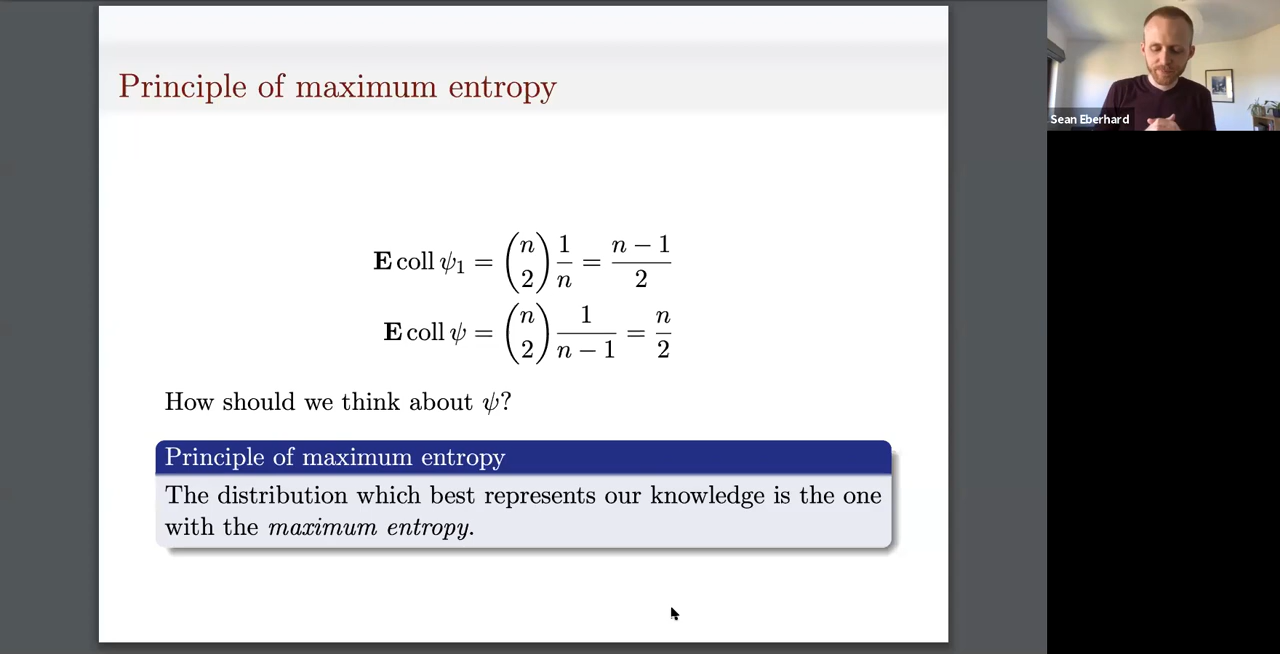 Principle of maximum entropy
Sean Eberhard
E coll ψ₁ = (n 2) 1/n = (n − 1)/2
E coll ψ = (n 2) 1/(n − 1) = n/2
How should we think about ψ?
Principle of maximum entropy
The distribution which best represents our knowledge is the one
with the maximum entropy.